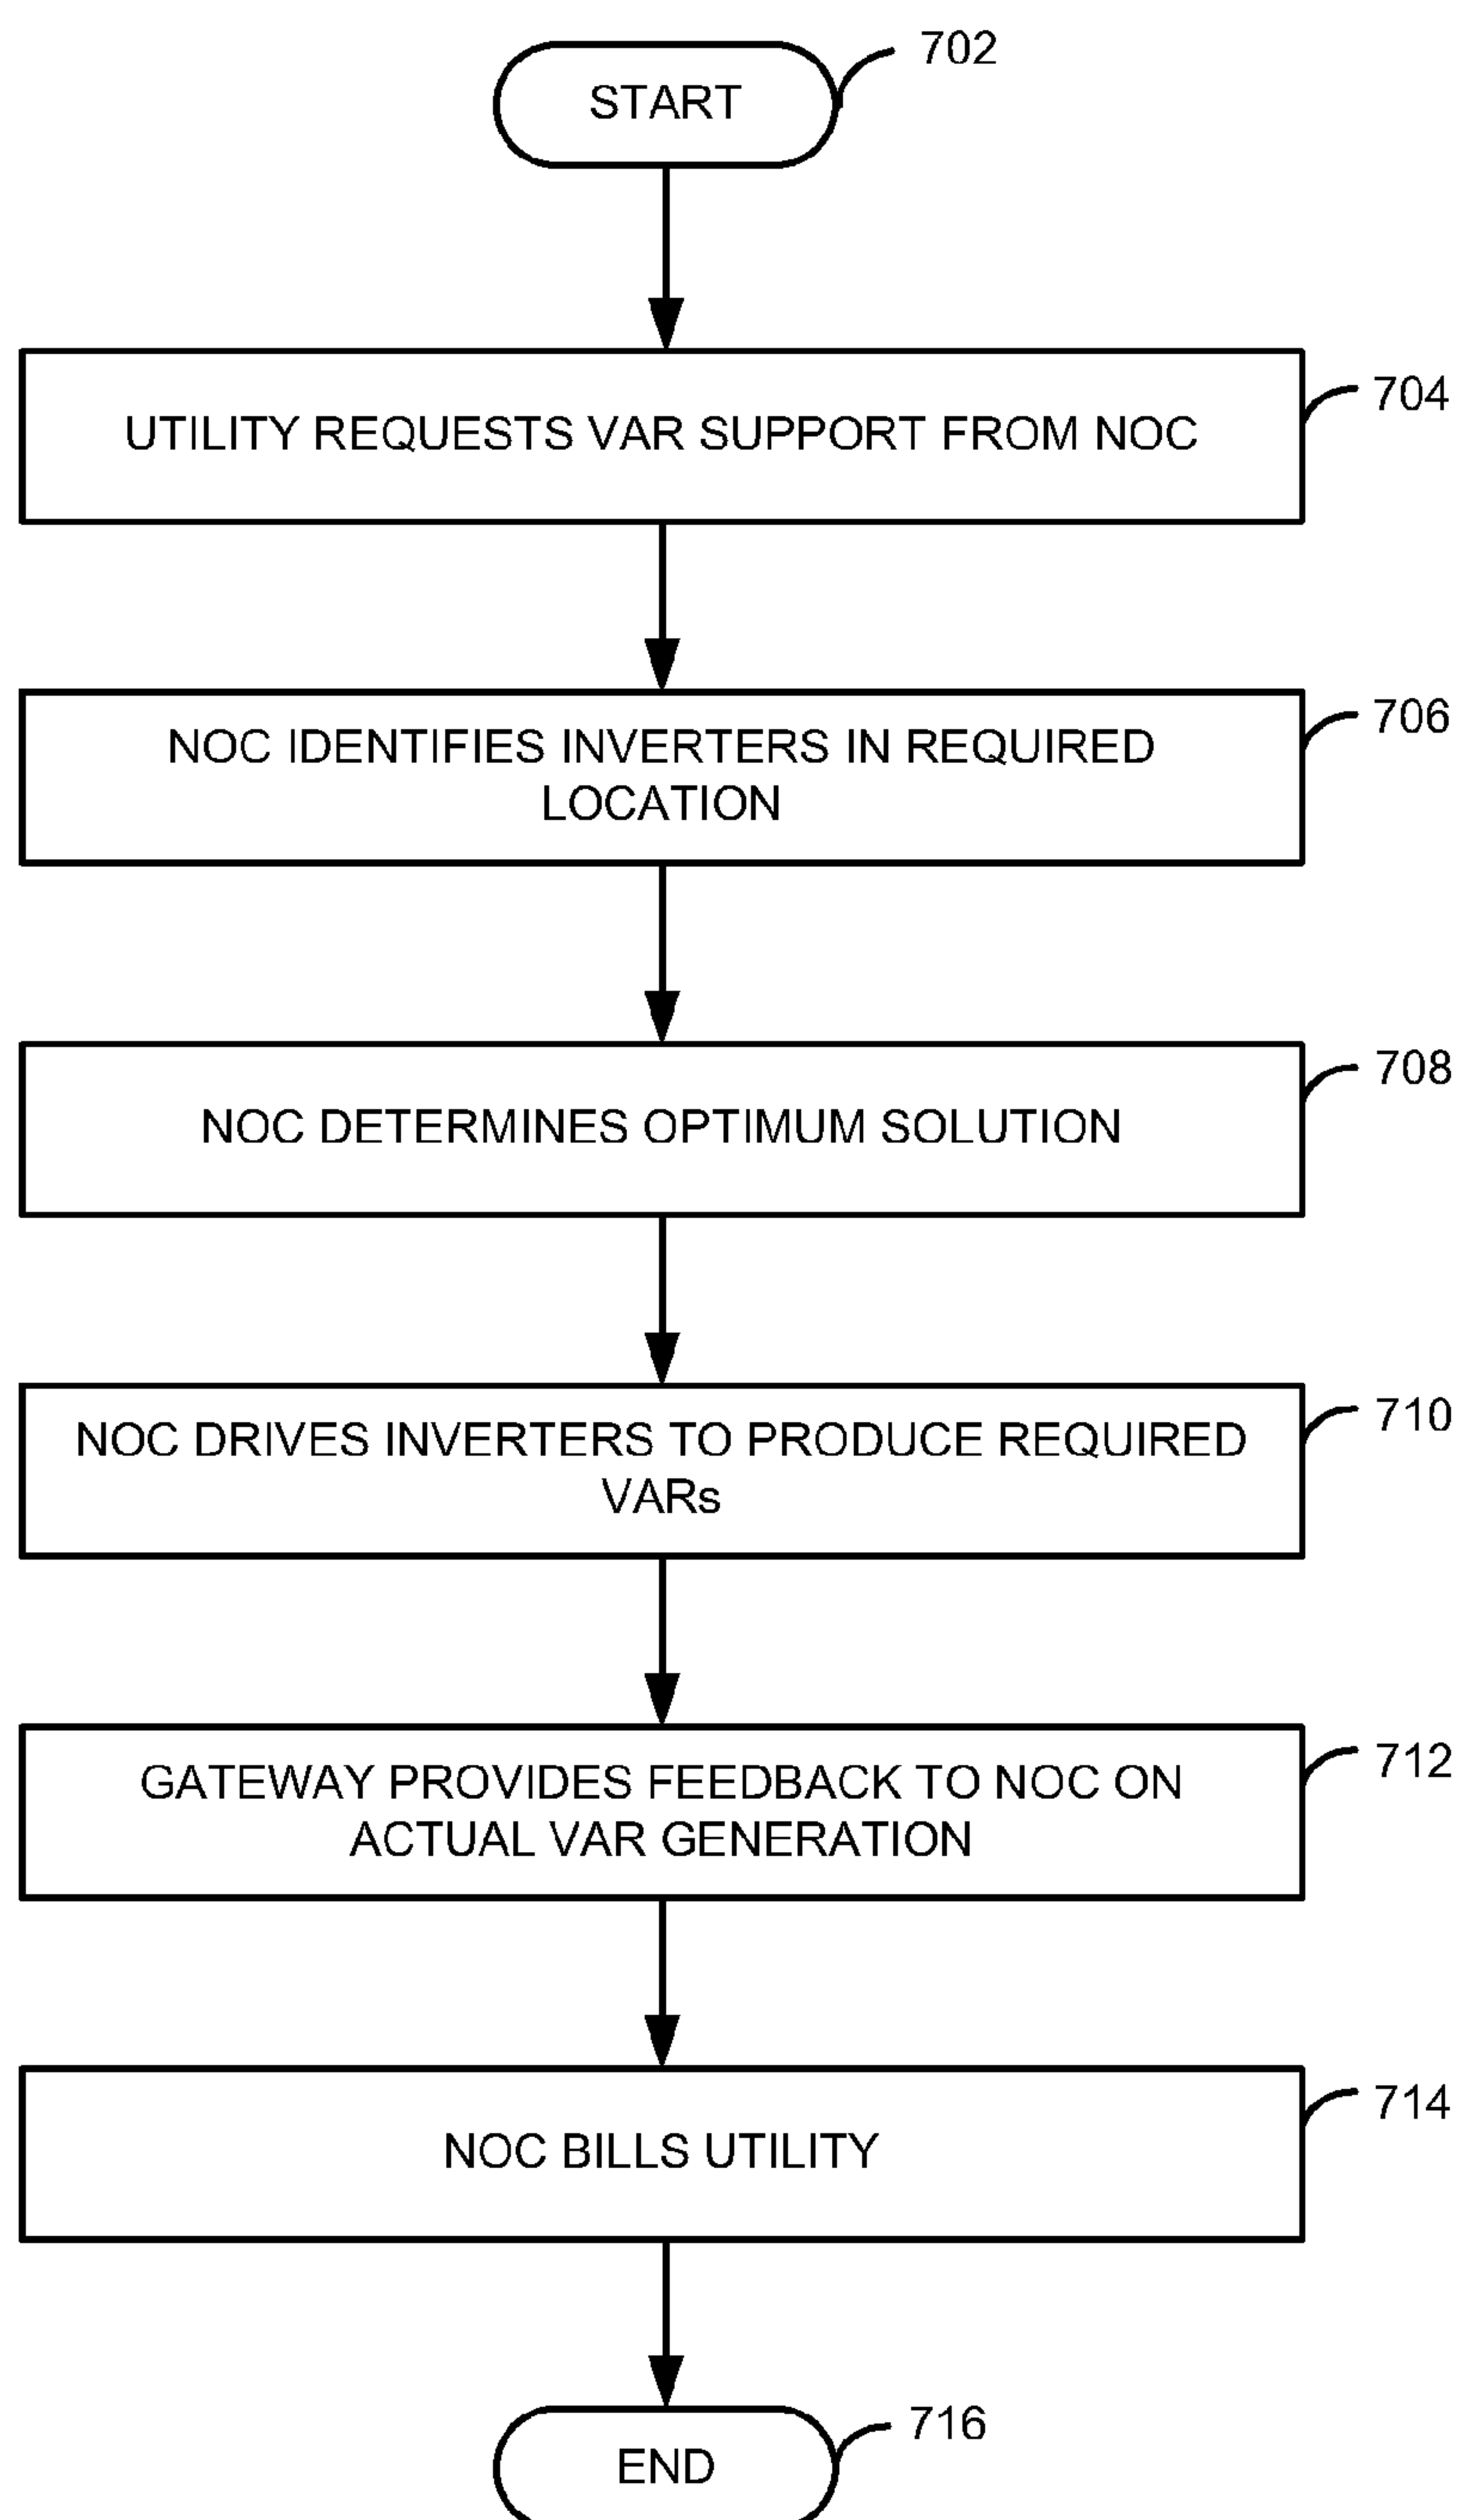 702
START
704
UTILITY REQUESTS VAR SUPPORT FROM NOC
706
NOC IDENTIFIES INVERTERS IN REQUIRED
LOCATION
708
NOC DETERMINES OPTIMUM SOLUTION
710
NOC DRIVES INVERTERS TO PRODUCE REQUIRED
VARs
712
GATEWAY PROVIDES FEEDBACK TO NOC ON
ACTUAL VAR GENERATION
714
NOC BILLS UTILITY
716
END